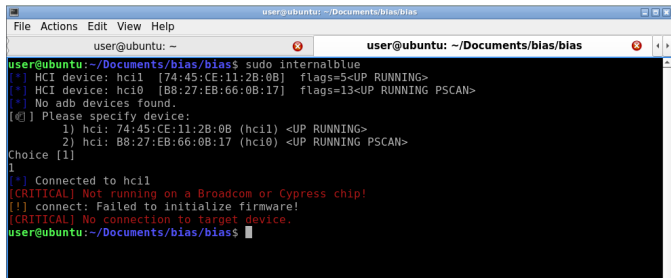 user@ubuntu: ~/Documents/bias/bias
File Actions Edit View Help
user@ubuntu: ~
user@ubuntu: ~/Documents/bias/bias
user@ubuntu:~/Documents/bias/bias$ sudo internalblue
[*] HCI device: hci1 [74:45:CE:11:2B:0B] flags=5<UP RUNNING>
[*] HCI device: hci0 [B8:27:EB:66:0B:17] flags=13<UP RUNNING PSCAN>
[*] No adb devices found.
[?] Please specify device:
1) hci: 74:45:CE:11:2B:0B (hci1) <UP RUNNING>
2) hci: B8:27:EB:66:0B:17 (hci0) <UP RUNNING PSCAN>
Choice [1]
1
[*] Connected to hci1
[CRITICAL] Not running on a Broadcom or Cypress chip!
[!] connect: Failed to initialize firmware!
[CRITICAL] No connection to target device.
user@ubuntu:~/Documents/bias/bias$